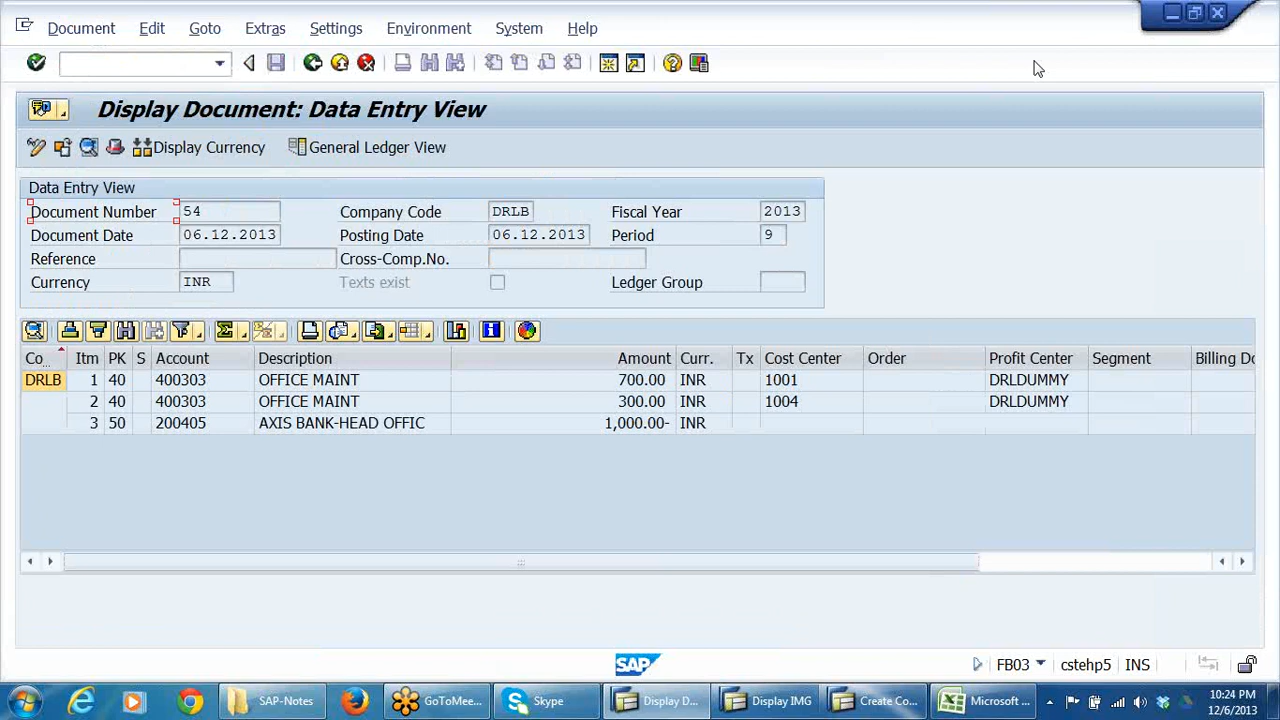 Document Edit Goto Extras Settings Environment System Help
Display Document: Data Entry View
Display Currency General Ledger View
Data Entry View
Document Number 54 Company Code DRLB Fiscal Year 2013
Document Date 06.12.2013 Posting Date 06.12.2013 Period 9
Reference Cross-Comp.No.
Currency INR Texts exist Ledger Group
Co... Itm PK S Account Description Amount Curr. Tx Cost Center Order Profit Center Segment Billing Do
DRLB 1 40 400303 OFFICE MAINT 700.00 INR 1001 DRLDUMMY
2 40 400303 OFFICE MAINT 300.00 INR 1004 DRLDUMMY
3 50 200405 AXIS BANK-HEAD OFFIC 1,000.00- INR
SAP FB03 cstehp5 INS
SAP-Notes GoToMee... Skype Display D... Display IMG Create Co... Microsoft ... 10:24 PM
12/6/2013